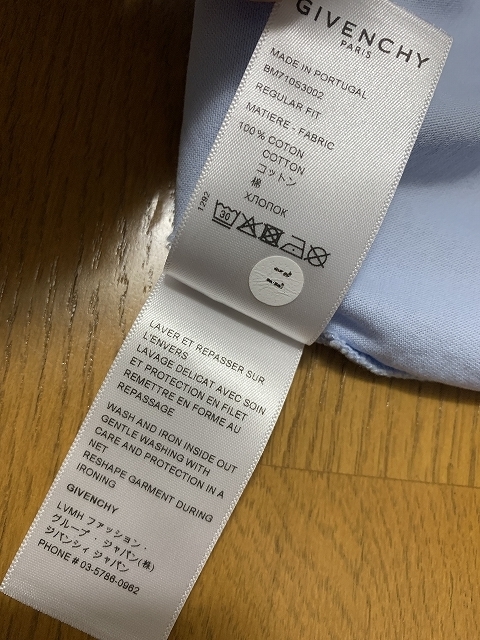 GIVENCHY
PARIS
MADE IN PORTUGAL
BM71053002
REGULAR FIT
MATIERE - FABRIC
100 % COTON
COTTON
コットン
棉
ХЛОПОК
1292
30
LAVER ET REPASSER SUR
L'ENVERS
LAVAGE DELICAT AVEC SOIN
ET PROTECTION EN FILET
REMETTRE EN FORME AU
REPASSAGE
WASH AND IRON INSIDE OUT
GENTLE WASHING WITH
CARE AND PROTECTION IN A
NET
RESHAPE GARMENT DURING
IRONING
GIVENCHY
LVMH ファッション・
グループ・ジャパン(株)
ジバンシィ ジャパン
PHONE # 03-5786-0962